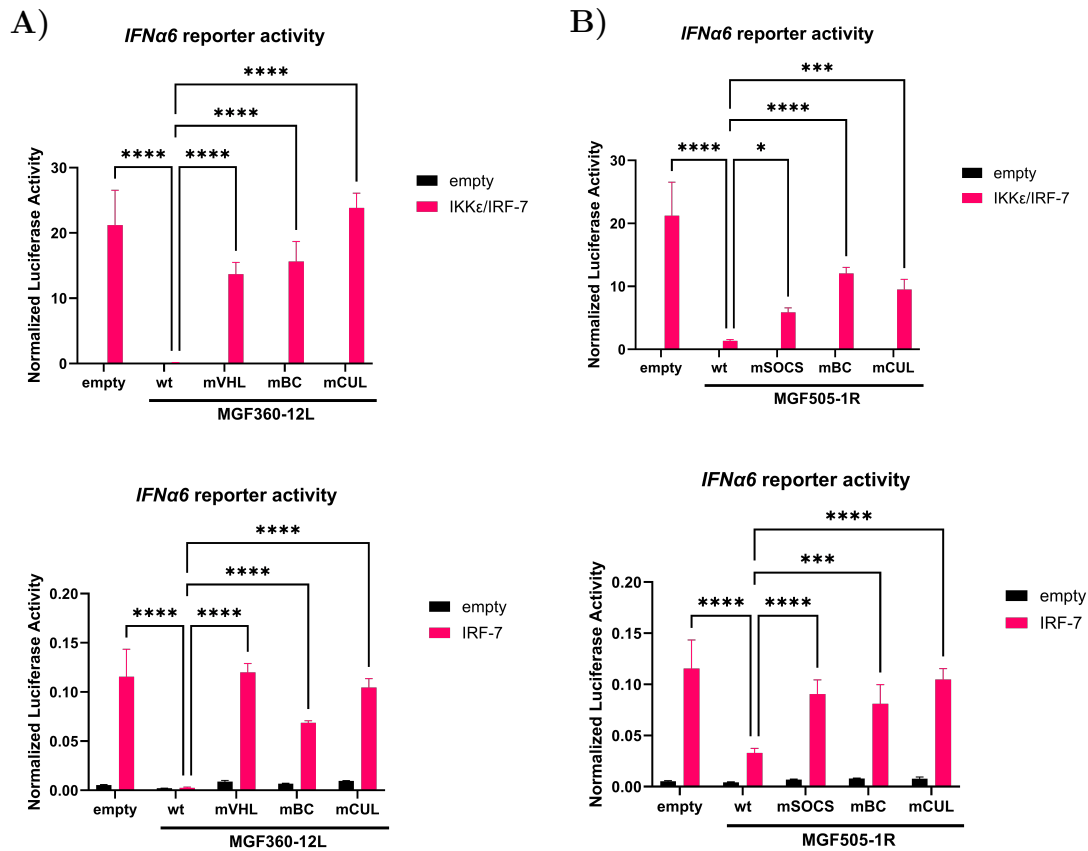 A)
IFNα6 reporter activity
****
****
**** ****
Normalized Luciferase Activity
30
20
10
0
empty wt mVHL mBC mCUL
MGF360-12L
empty
IKKε/IRF-7
B)
IFNα6 reporter activity
***
****
**** *
Normalized Luciferase Activity
30
20
10
0
empty wt mSOCS mBC mCUL
MGF505-1R
empty
IKKε/IRF-7
IFNα6 reporter activity
****
****
**** ****
Normalized Luciferase Activity
0.20
0.15
0.10
0.05
0.00
empty wt mVHL mBC mCUL
MGF360-12L
empty
IRF-7
IFNα6 reporter activity
****
***
**** ****
Normalized Luciferase Activity
0.20
0.15
0.10
0.05
0.00
empty wt mSOCS mBC mCUL
MGF505-1R
empty
IRF-7